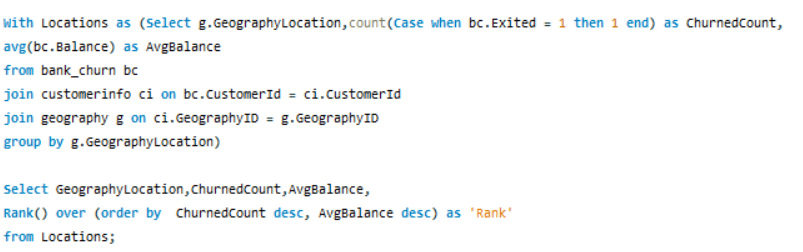 With Locations as (Select g.GeographyLocation,count(Case when bc.Exited = 1 then 1 end) as ChurnedCount,
avg(bc.Balance) as AvgBalance
from bank_churn bc
join customerinfo ci on bc.CustomerId = ci.CustomerId
join geography g on ci.GeographyID = g.GeographyID
group by g.GeographyLocation)
Select GeographyLocation,ChurnedCount,AvgBalance,
Rank() over (order by  ChurnedCount desc, AvgBalance desc) as 'Rank'
from Locations;